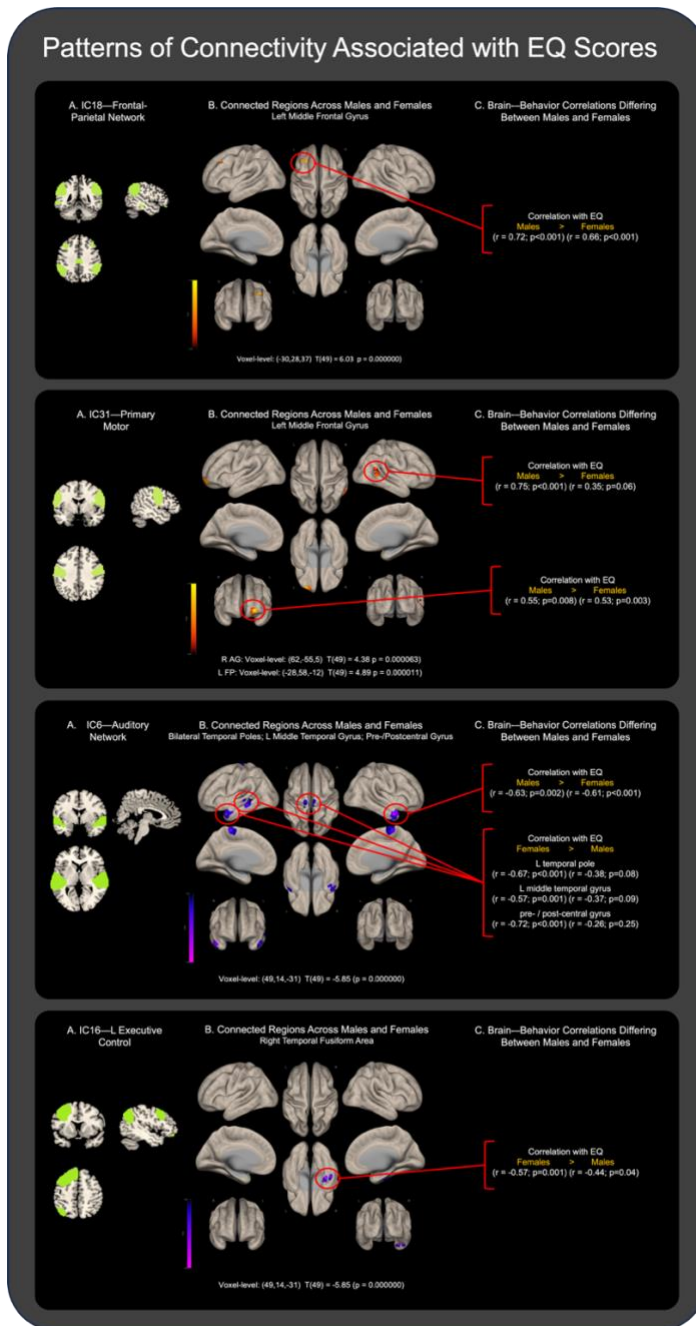 Patterns of Connectivity Associated with EQ Scores
A. IC18—Frontal-
Parietal Network
B. Connected Regions Across Males and Females
Left Middle Frontal Gyrus
C. Brain—Behavior Correlations Differing
Between Males and Females
Correlation with EQ
Males > Females
(r = 0.72; p<0.001) (r = 0.66; p<0.001)
Voxel-level: (-30,28,37) T(49) = 6.03 p = 0.000000)
A. IC31—Primary
Motor
B. Connected Regions Across Males and Females
Left Middle Frontal Gyrus
C. Brain—Behavior Correlations Differing
Between Males and Females
Correlation with EQ
Males > Females
(r = 0.75; p<0.001) (r = 0.35; p=0.06)
Correlation with EQ
Males > Females
(r = 0.55; p=0.008) (r = 0.53; p=0.003)
R AG: Voxel-level: (62,-55,5) T(49) = 4.38 p = 0.000063)
L FP: Voxel-level: (-28,58,-12) T(49) = 4.89 p = 0.000011)
A. IC6—Auditory
Network
B. Connected Regions Across Males and Females
Bilateral Temporal Poles; L Middle Temporal Gyrus; Pre-/Postcentral Gyrus
C. Brain—Behavior Correlations Differing
Between Males and Females
Correlation with EQ
Males > Females
(r = -0.63; p=0.002) (r = -0.61; p<0.001)
Correlation with EQ
Females > Males
L temporal pole
(r = -0.67; p<0.001) (r = -0.38; p=0.08)
L middle temporal gyrus
(r = -0.57; p=0.001) (r = -0.37; p=0.09)
pre- / post-central gyrus
(r = -0.72; p<0.001) (r = -0.26; p=0.25)
Voxel-level: (49,14,-31) T(49) = -5.85 (p = 0.000000)
A. IC16—L Executive
Control
B. Connected Regions Across Males and Females
Right Temporal Fusiform Area
C. Brain—Behavior Correlations Differing
Between Males and Females
Correlation with EQ
Females > Males
(r = -0.57; p=0.001) (r = -0.44; p=0.04)
Voxel-level: (49,14,-31) T(49) = -5.85 (p = 0.000000)